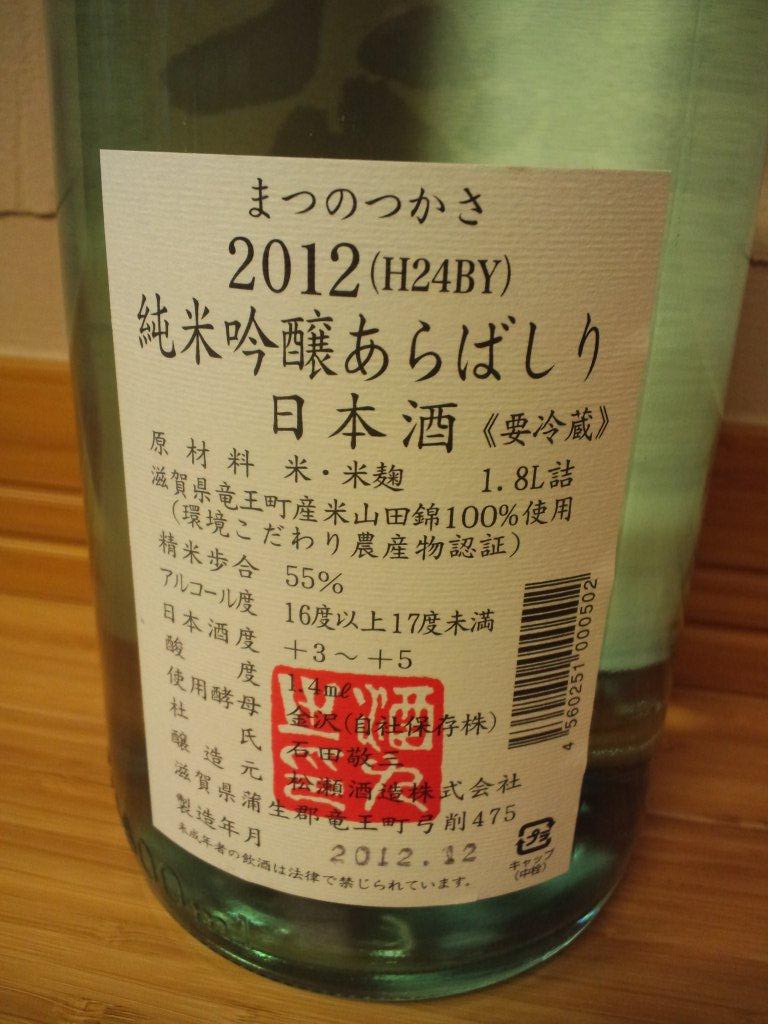 まつのつかさ
2012(H24BY)
純米吟醸あらばしり
日本酒《要冷蔵》
原材料 米・米麹 1.8L詰
滋賀県竜王町産米山田錦100%使用
(環境こだわり農産物認証)
精米歩合 55%
アルコール度 16度以上17度未満
日本酒度 +3～+5
酸度 1.4mℓ
使用酵母 金沢(自社保存株)
杜氏 石田敬三
醸造元 松瀬酒造株式会社
滋賀県蒲生郡竜王町弓削475
製造年月 2012.12
未成年者の飲酒は法律で禁じられています。
4 560251 000502
プラ
キャップ
(中栓)